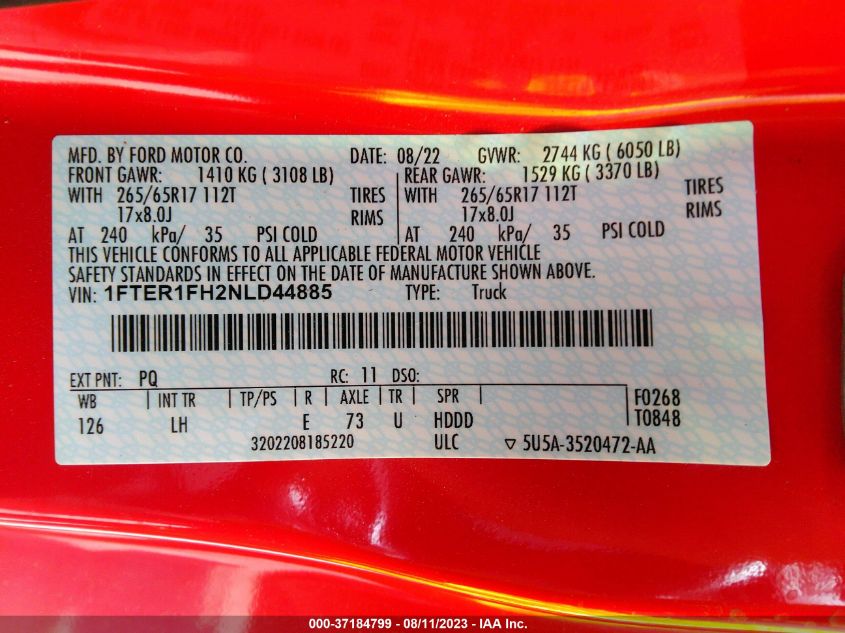 MFD. BY FORD MOTOR CO. DATE: 08/22 GVWR: 2744 KG ( 6050 LB)
FRONT GAWR: 1410 KG ( 3108 LB) REAR GAWR: 1529 KG ( 3370 LB)
WITH 265/65R17 112T TIRES WITH 265/65R17 112T TIRES
17x8.0J RIMS 17x8.0J RIMS
AT 240 kPa/ 35 PSI COLD AT 240 kPa/ 35 PSI COLD
THIS VEHICLE CONFORMS TO ALL APPLICABLE FEDERAL MOTOR VEHICLE
SAFETY STANDARDS IN EFFECT ON THE DATE OF MANUFACTURE SHOWN ABOVE.
VIN: 1FTER1FH2NLD44885 TYPE: Truck
EXT PNT: PQ RC: 11 DSO:
WB INT TR TP/PS R AXLE TR SPR F0268
126 LH E 73 U HDDD T0848
3202208185220 ULC ▽ 5U5A-3520472-AA
000-37184799 - 08/11/2023 - IAA Inc.